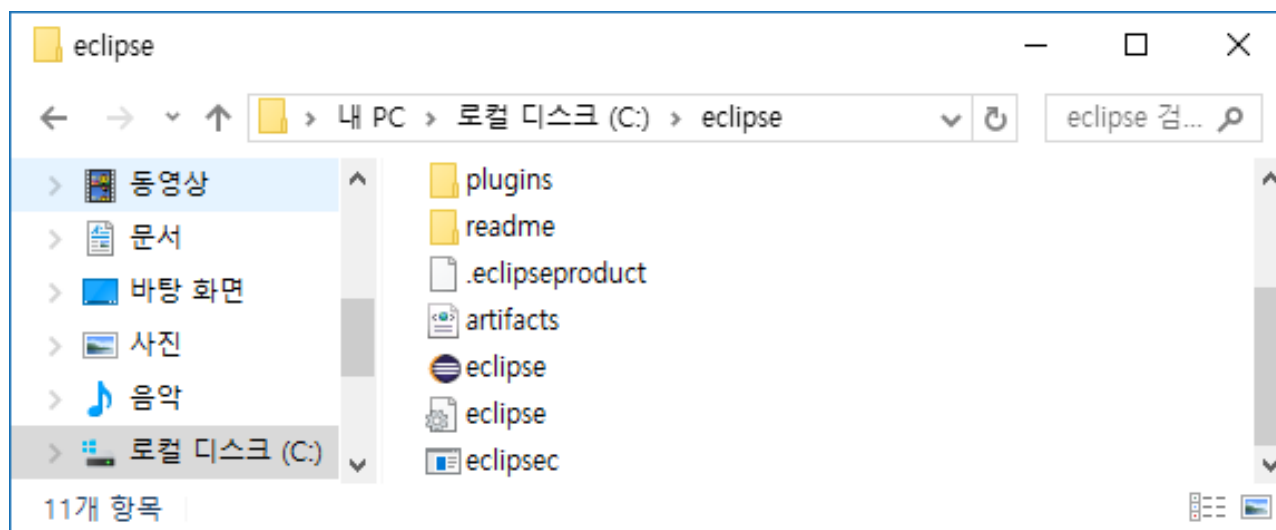 eclipse
내 PC > 로컬 디스크 (C:) > eclipse
eclipse 검...
동영상
문서
바탕 화면
사진
음악
로컬 디스크 (C:)
plugins
readme
.eclipseproduct
artifacts
eclipse
eclipse
eclipsec
11개 항목